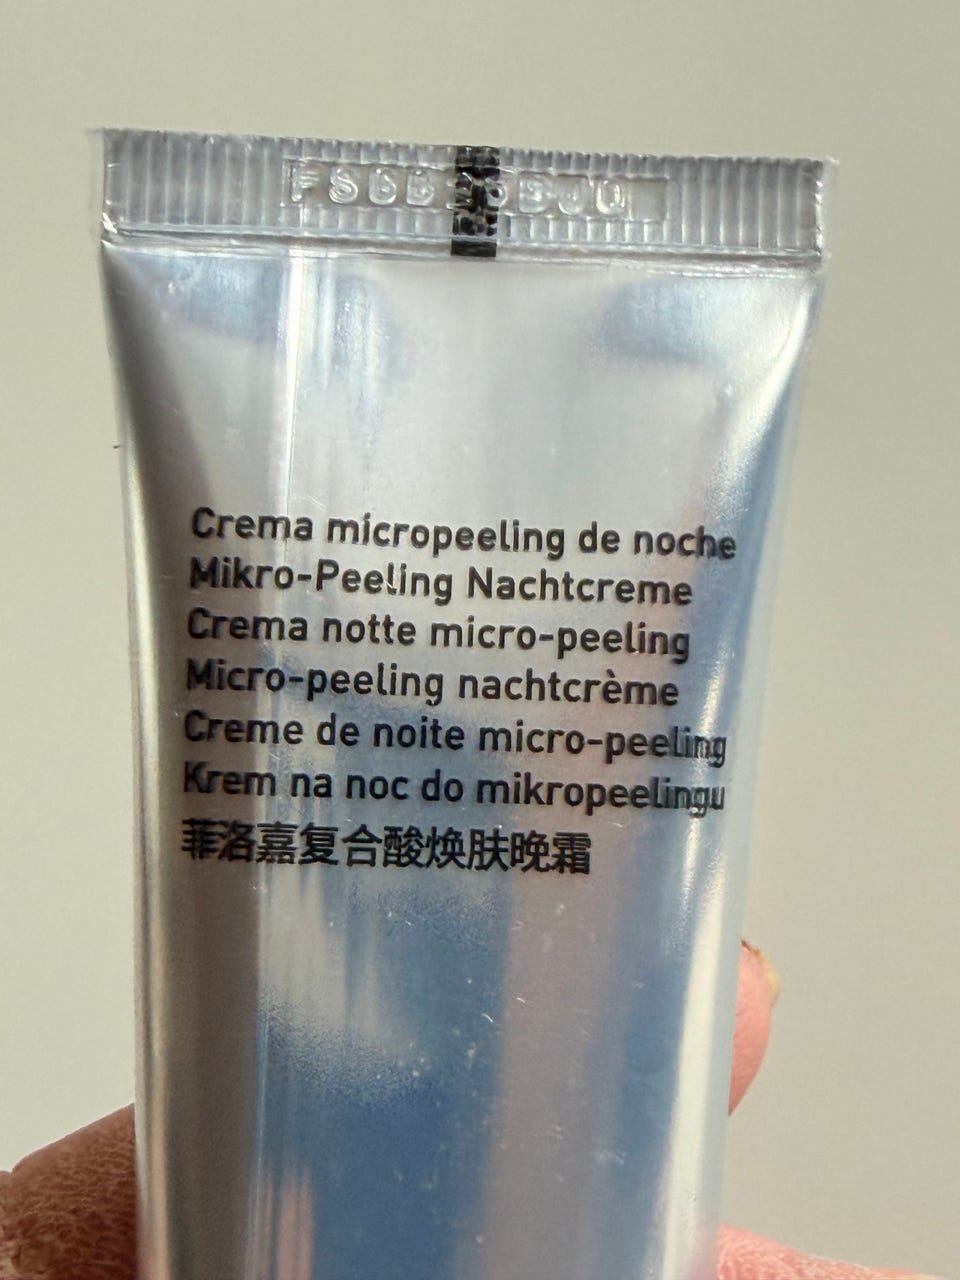 Crema micropeeling de noche
Mikro-Peeling Nachtcreme
Crema notte micro-peeling
Micro-peeling nachtcrème
Creme de noite micro-peeling
Krem na noc do mikropeelingu
菲洛嘉复合酸焕肤晚霜